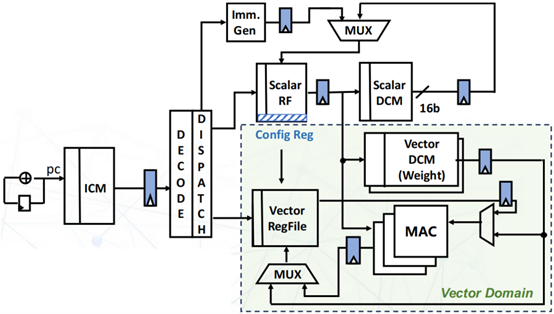 Imm.
Gen
MUX
Scalar
RF
Scalar
DCM
16b
Config Reg
DECODE
DISPATCH
pc
ICM
Vector
DCM
(Weight)
Vector
RegFile
MAC
MUX
Vector Domain